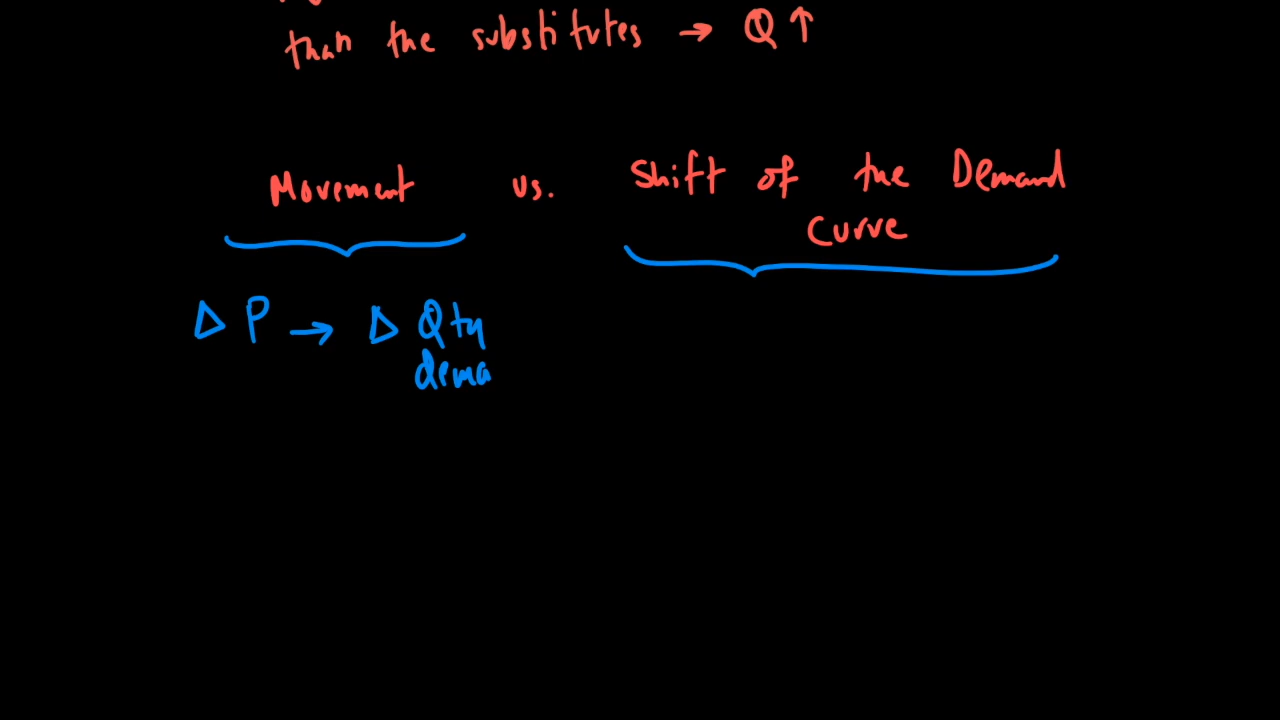 than the substitutes → Q ↑
Movement vs. Shift of the Demand
Curve
Δ P → Δ Qty
dema